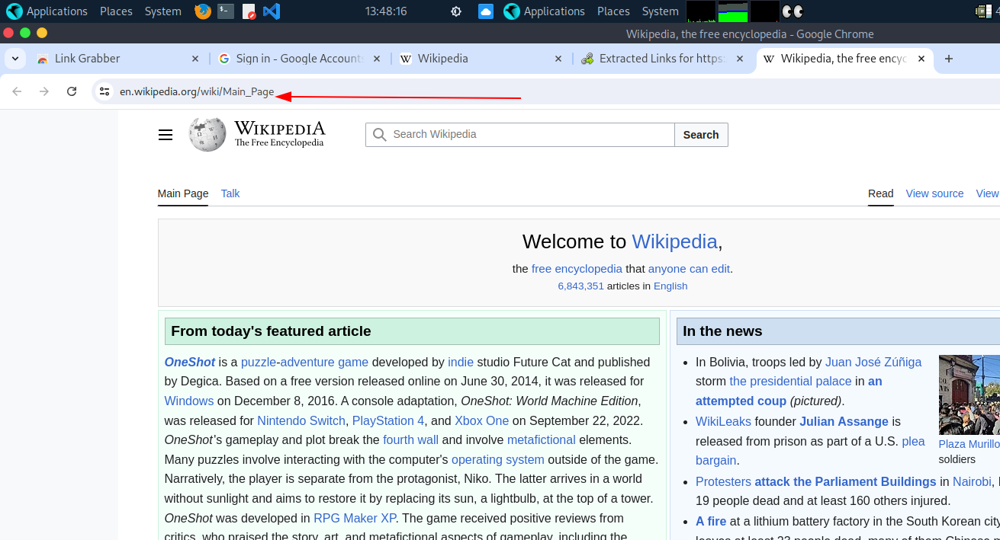 Applications Places System 13:48:16 Applications Places System 4
Wikipedia, the free encyclopedia - Google Chrome
Link Grabber Sign in - Google Accounts Wikipedia Extracted Links for https: Wikipedia, the free ency
en.wikipedia.org/wiki/Main_Page
WIKIPEDIA
The Free Encyclopedia
Search Wikipedia Search
Main Page Talk Read View source View
Welcome to Wikipedia,
the free encyclopedia that anyone can edit.
6,843,351 articles in English
From today's featured article
OneShot is a puzzle-adventure game developed by indie studio Future Cat and published
by Degica. Based on a free version released online on June 30, 2014, it was released for
Windows on December 8, 2016. A console adaptation, OneShot: World Machine Edition,
was released for Nintendo Switch, PlayStation 4, and Xbox One on September 22, 2022.
OneShot's gameplay and plot break the fourth wall and involve metafictional elements.
Many puzzles involve interacting with the computer's operating system outside of the game.
Narratively, the player is separate from the protagonist, Niko. The latter arrives in a world
without sunlight and aims to restore it by replacing its sun, a lightbulb, at the top of a tower.
OneShot was developed in RPG Maker XP. The game received positive reviews from
critics, who praised the story, art, and metafictional aspects of gameplay, including the
In the news
In Bolivia, troops led by Juan José Zúñiga
storm the presidential palace in an
attempted coup (pictured).
WikiLeaks founder Julian Assange is
released from prison as part of a U.S. plea
bargain.
Plaza Murillo
soldiers
Protesters attack the Parliament Buildings in Nairobi,
19 people dead and at least 160 others injured.
A fire at a lithium battery factory in the South Korean city
leaves at least 23 people dead, many of them Chinese